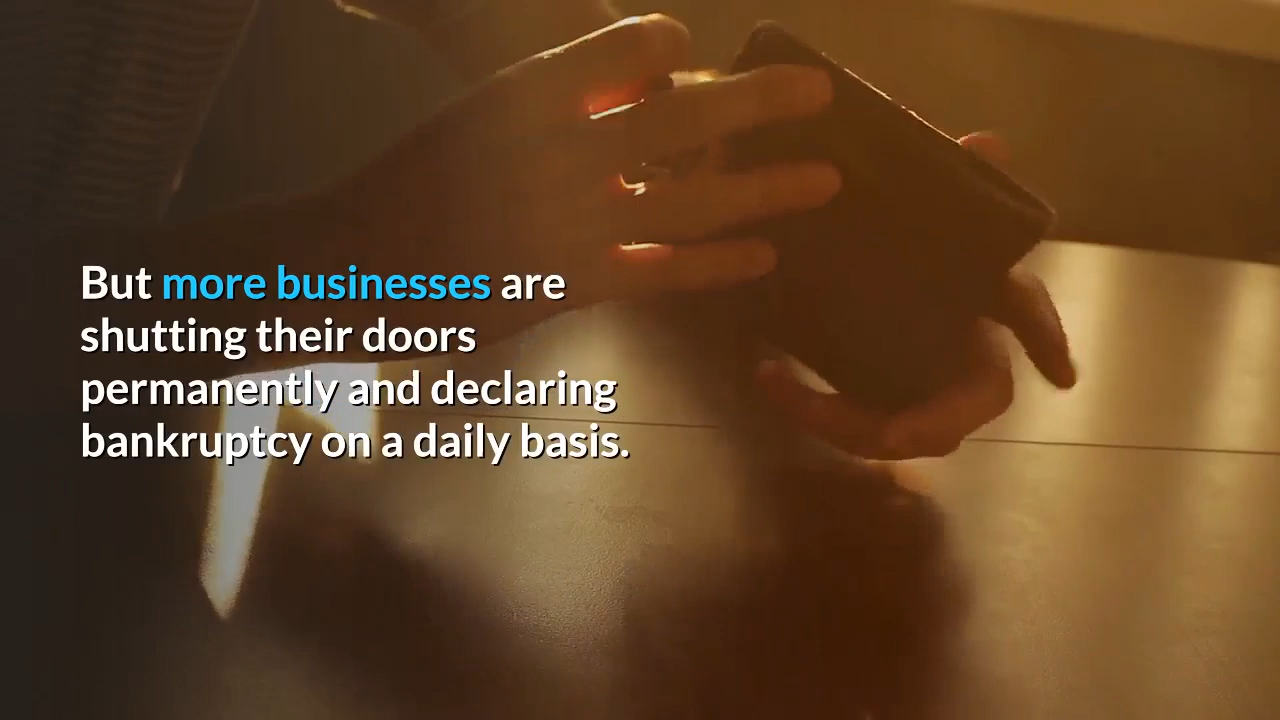 But more businesses are
shutting their doors
permanently and declaring
bankruptcy on a daily basis.